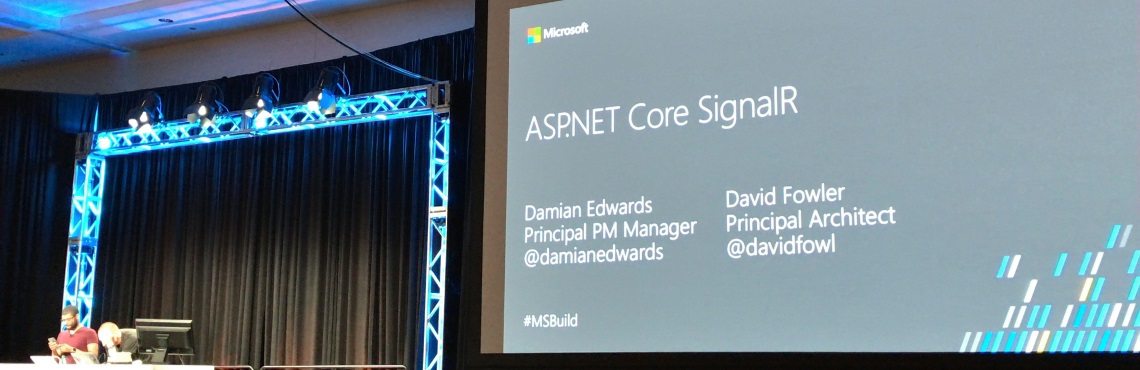 Microsoft
ASP.NET Core SignalR
Damian Edwards
Principal PM Manager
@damianedwards
David Fowler
Principal Architect
@davidfowl
#MSBuild